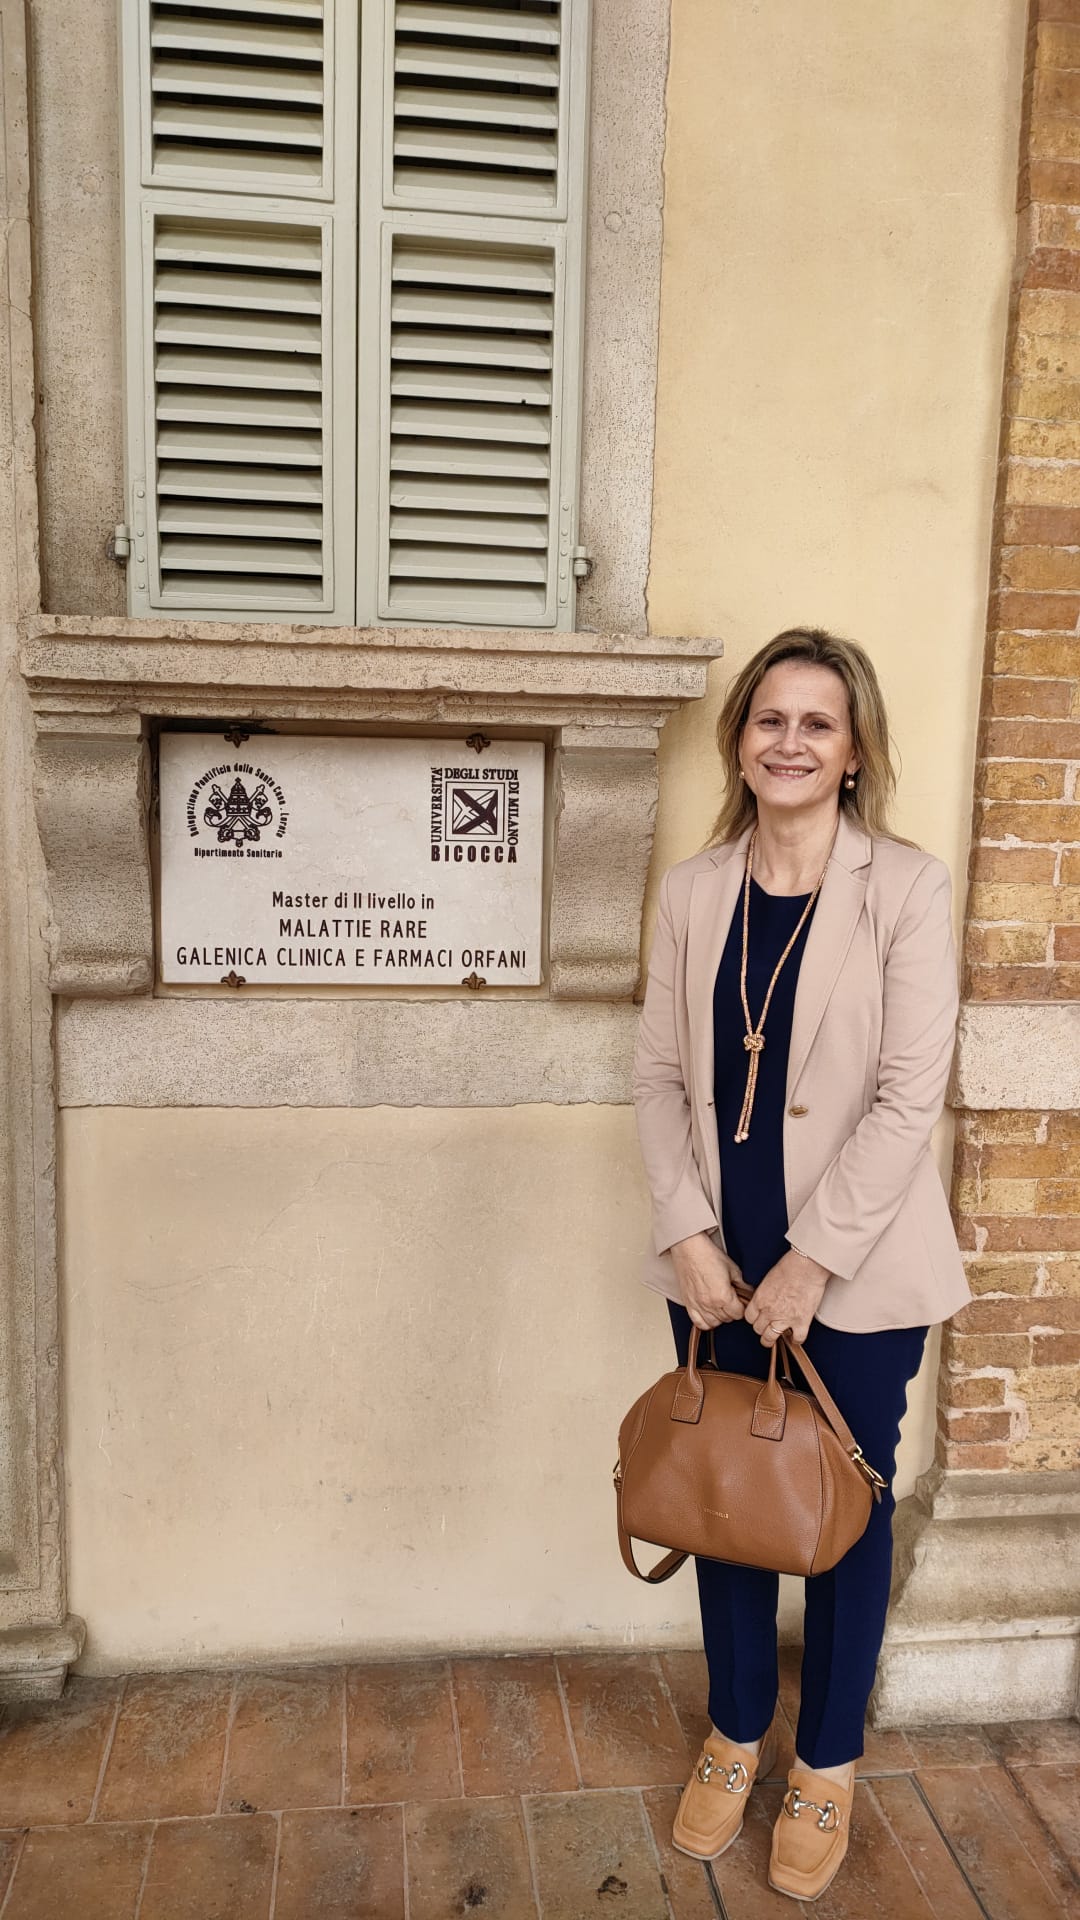 Delegazione Pontificia della Santa Casa . Loreto
Dipartimento Sanitario
UNIVERSITÀ
DEGLI STUDI
DI MILANO
BICOCCA
Master di II livello in
MALATTIE RARE
GALENICA CLINICA E FARMACI ORFANI